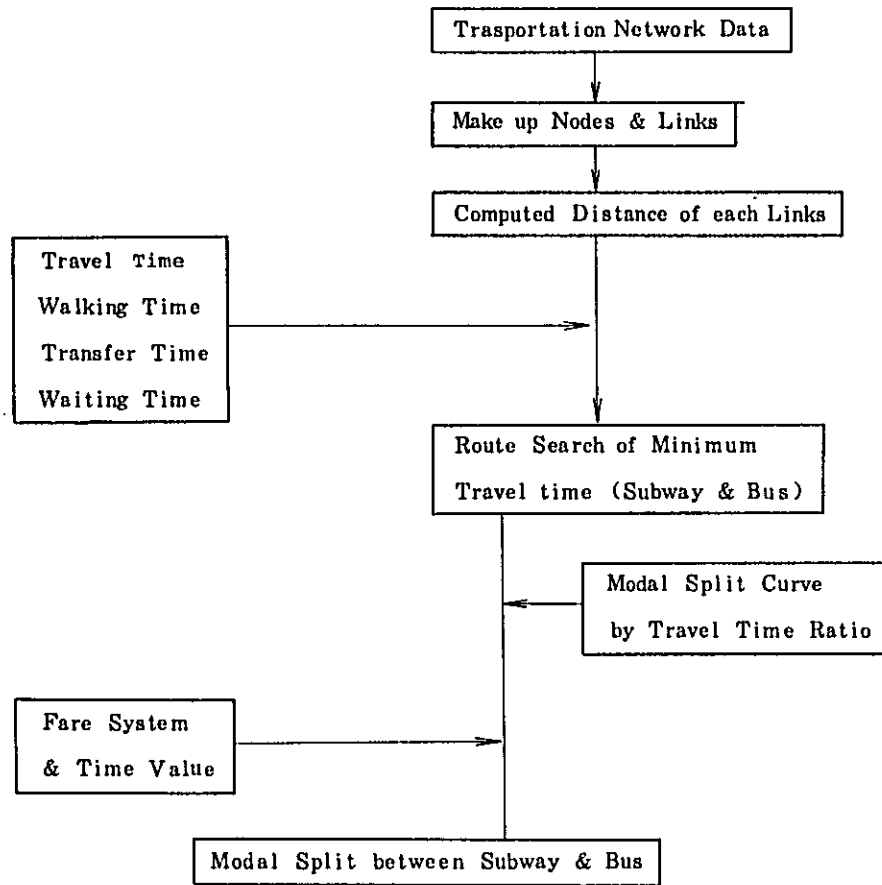 Trasportation Network Data
Make up Nodes & Links
Computed Distance of each Links
Travel Time
Walking Time
Transfer Time
Waiting Time
Route Search of Minimum
Travel time (Subway & Bus)
Modal Split Curve
by Travel Time Ratio
Fare System
& Time Value
Modal Split between Subway & Bus